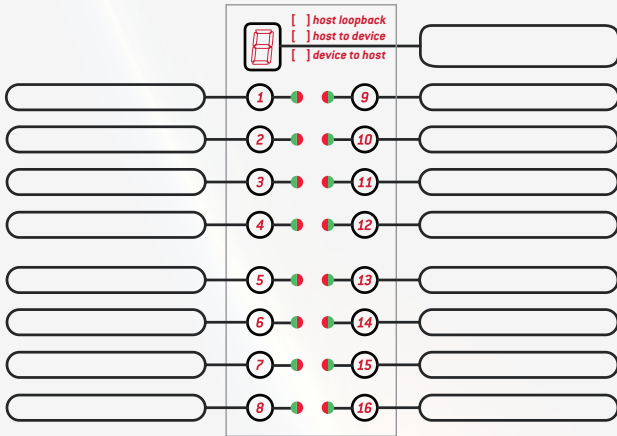 [ ] host loopback
[ ] host to device
[ ] device to host
1 9
2 10
3 11
4 12
5 13
6 14
7 15
8 16